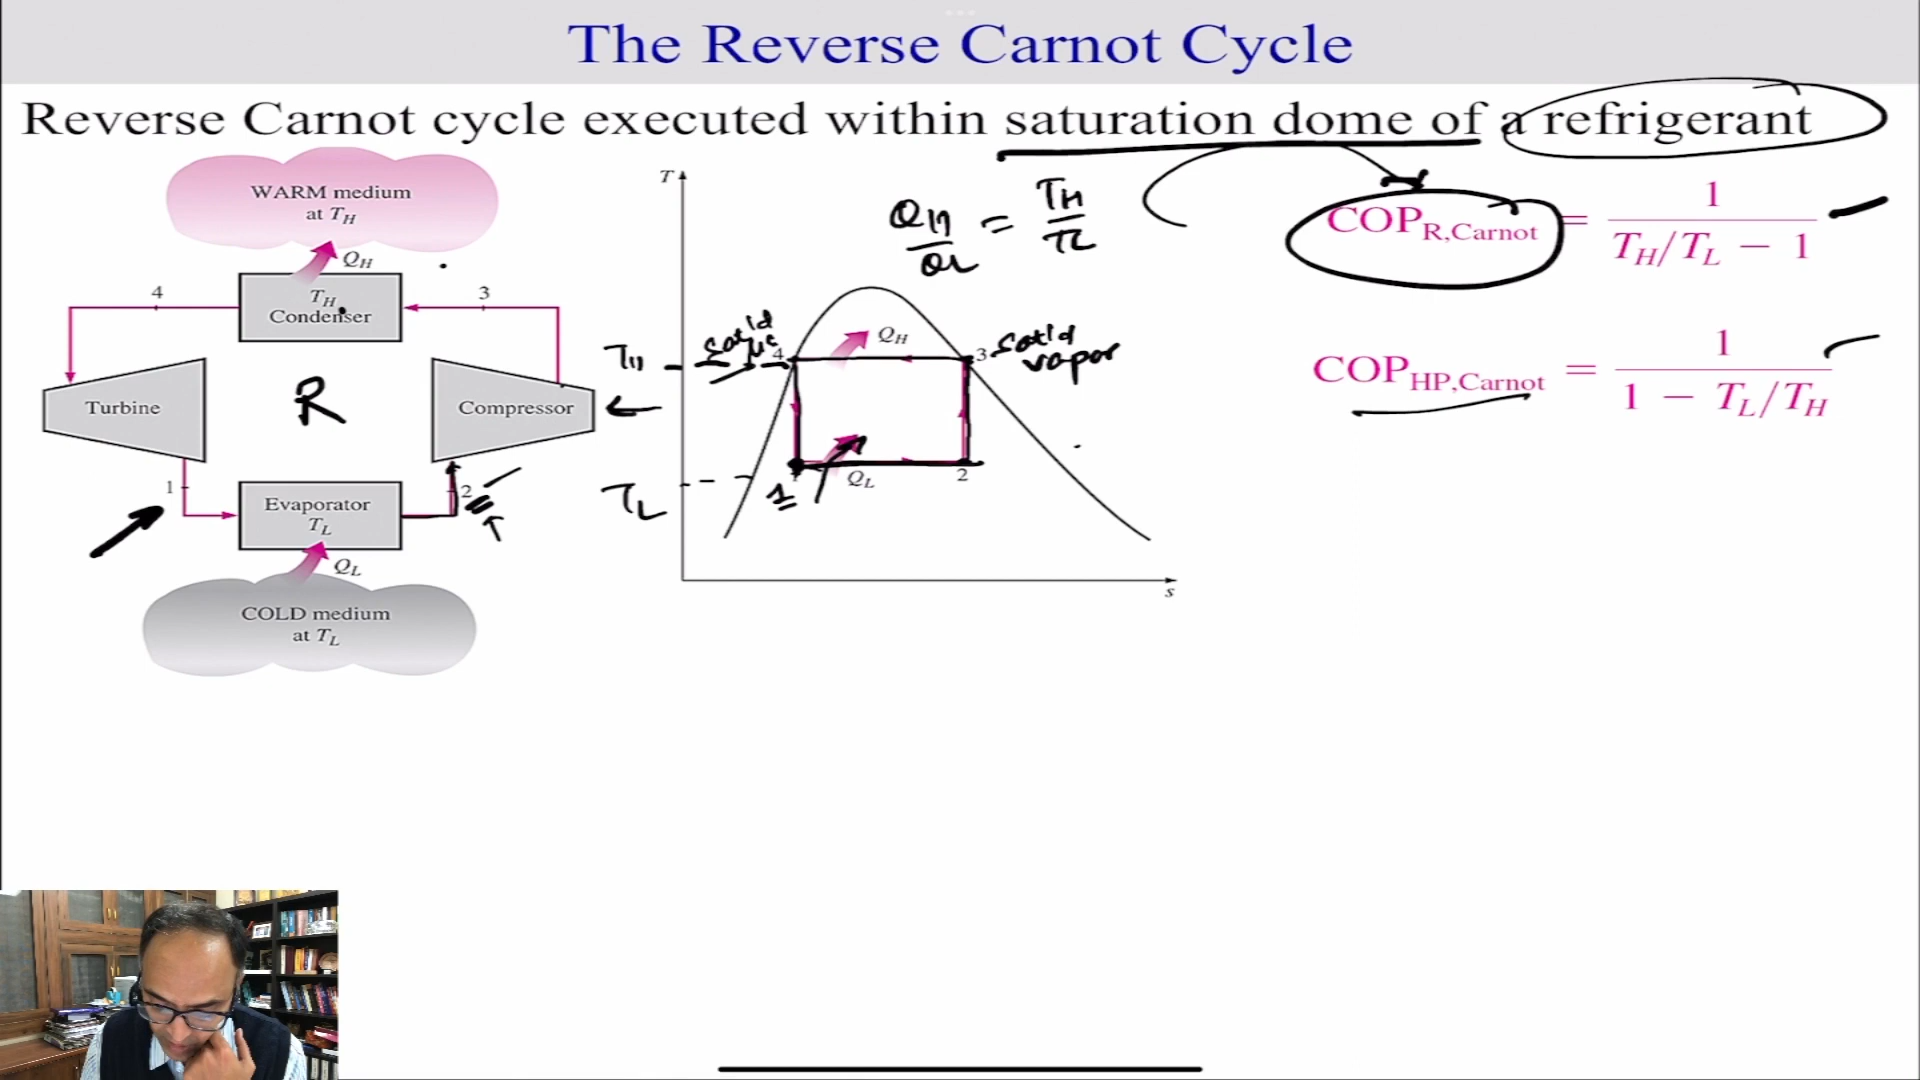 The Reverse Carnot Cycle
Reverse Carnot cycle executed within saturation dome of a refrigerant
WARM medium
at T_H
Q_H
4
3
T_H
Condenser
Turbine
R
Compressor
1
2
Evaporator
T_L
Q_L
COLD medium
at T_L
T
Q_H / Q_L = T_H / T_L
T_H
sat'd
4
Q_H
3
sat'd
vapor
T_L
1
Q_L
2
s
COP_R,Carnot = 1 / (T_H/T_L − 1)
COP_HP,Carnot = 1 / (1 − T_L/T_H)